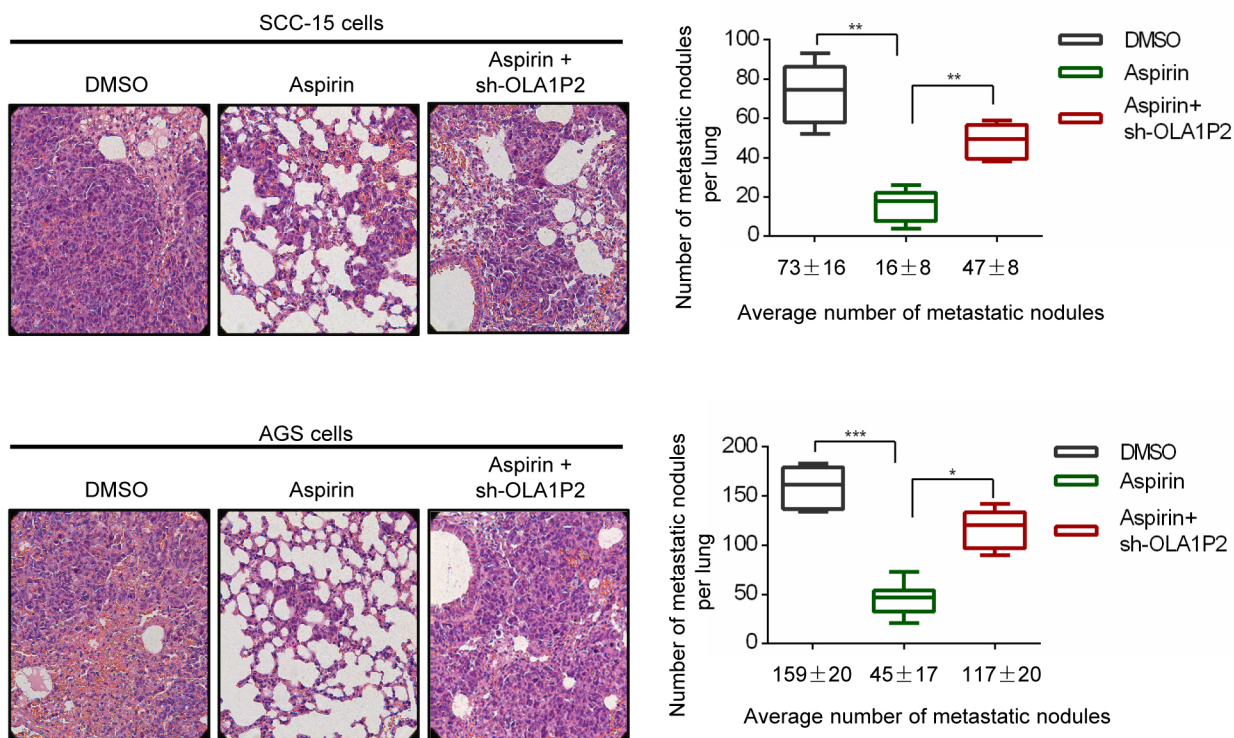 SCC-15 cells
DMSO
Aspirin
Aspirin +
sh-OLA1P2
Number of metastatic nodules
per lung
100
80
60
40
20
0
**
**
DMSO
Aspirin
Aspirin+
sh-OLA1P2
73±16
16±8
47±8
Average number of metastatic nodules
AGS cells
DMSO
Aspirin
Aspirin +
sh-OLA1P2
Number of metastatic nodules
per lung
200
150
100
50
0
***
*
DMSO
Aspirin
Aspirin+
sh-OLA1P2
159±20
45±17
117±20
Average number of metastatic nodules